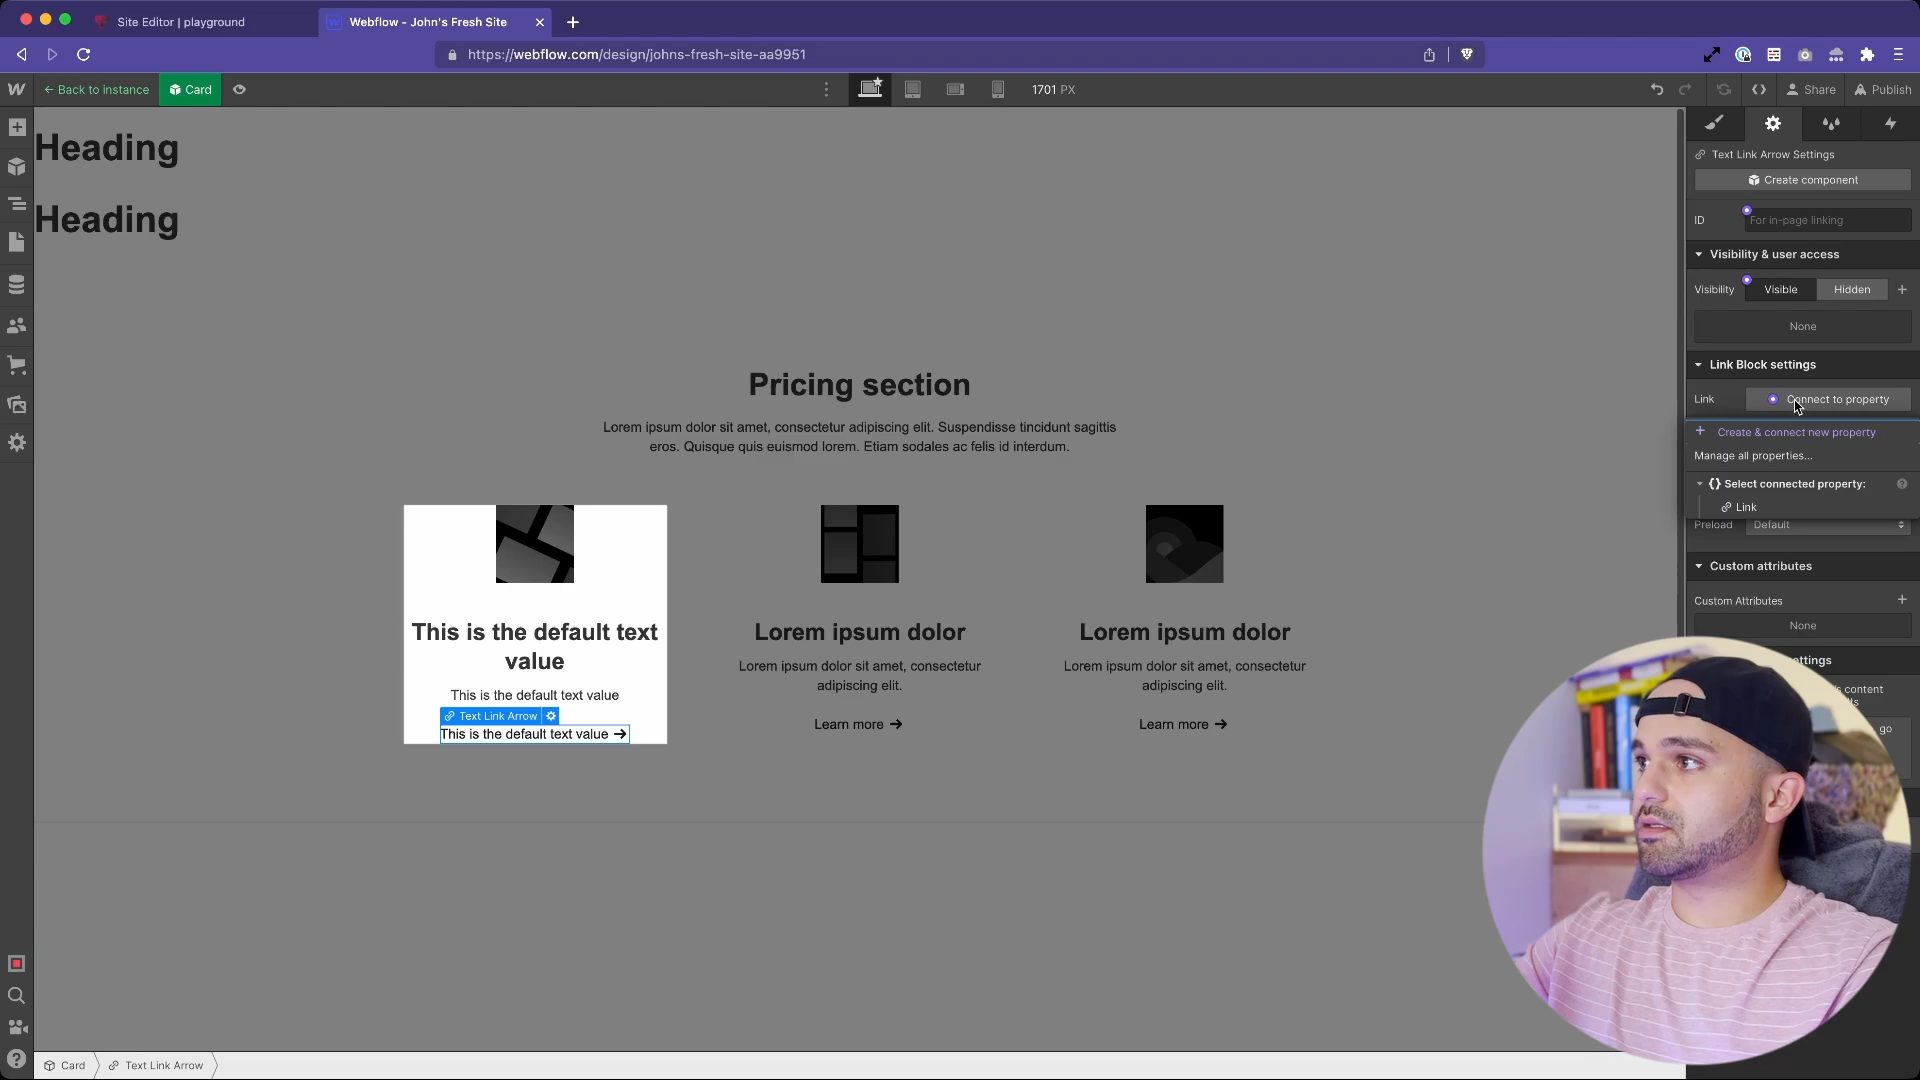 Site Editor | playground
Webflow - John's Fresh Site
https://webflow.com/design/johns-fresh-site-aa9951
← Back to instance
Card
1701 PX
Share
Publish
Heading
Heading
Pricing section
Lorem ipsum dolor sit amet, consectetur adipiscing elit. Suspendisse tincidunt sagittis
eros. Quisque quis euismod lorem. Etiam sodales ac felis id interdum.
This is the default text
value
This is the default text value
Text Link Arrow
This is the default text value →
Lorem ipsum dolor
Lorem ipsum dolor sit amet, consectetur
adipiscing elit.
Learn more →
Lorem ipsum dolor
Lorem ipsum dolor sit amet, consectetur
adipiscing elit.
Learn more →
Text Link Arrow Settings
Create component
ID
For in-page linking
Visibility & user access
Visibility
Visible
Hidden
None
Link Block settings
Link
Connect to property
Create & connect new property
Manage all properties...
{} Select connected property:
Link
Preload
Default
Custom attributes
Custom Attributes
None
ettings
s content
go
Card
Text Link Arrow